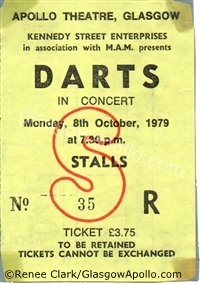 APOLLO THEATRE, GLASGOW
KENNEDY STREET ENTERPRISES
in association with M.A.M. presents
DARTS
IN CONCERT
Monday, 8th October, 1979
at 7.30 p.m.
STALLS
S
No 35 R
TICKET £3.75
TO BE RETAINED
TICKETS CANNOT BE EXCHANGED
©Renee Clark/GlasgowApollo.com